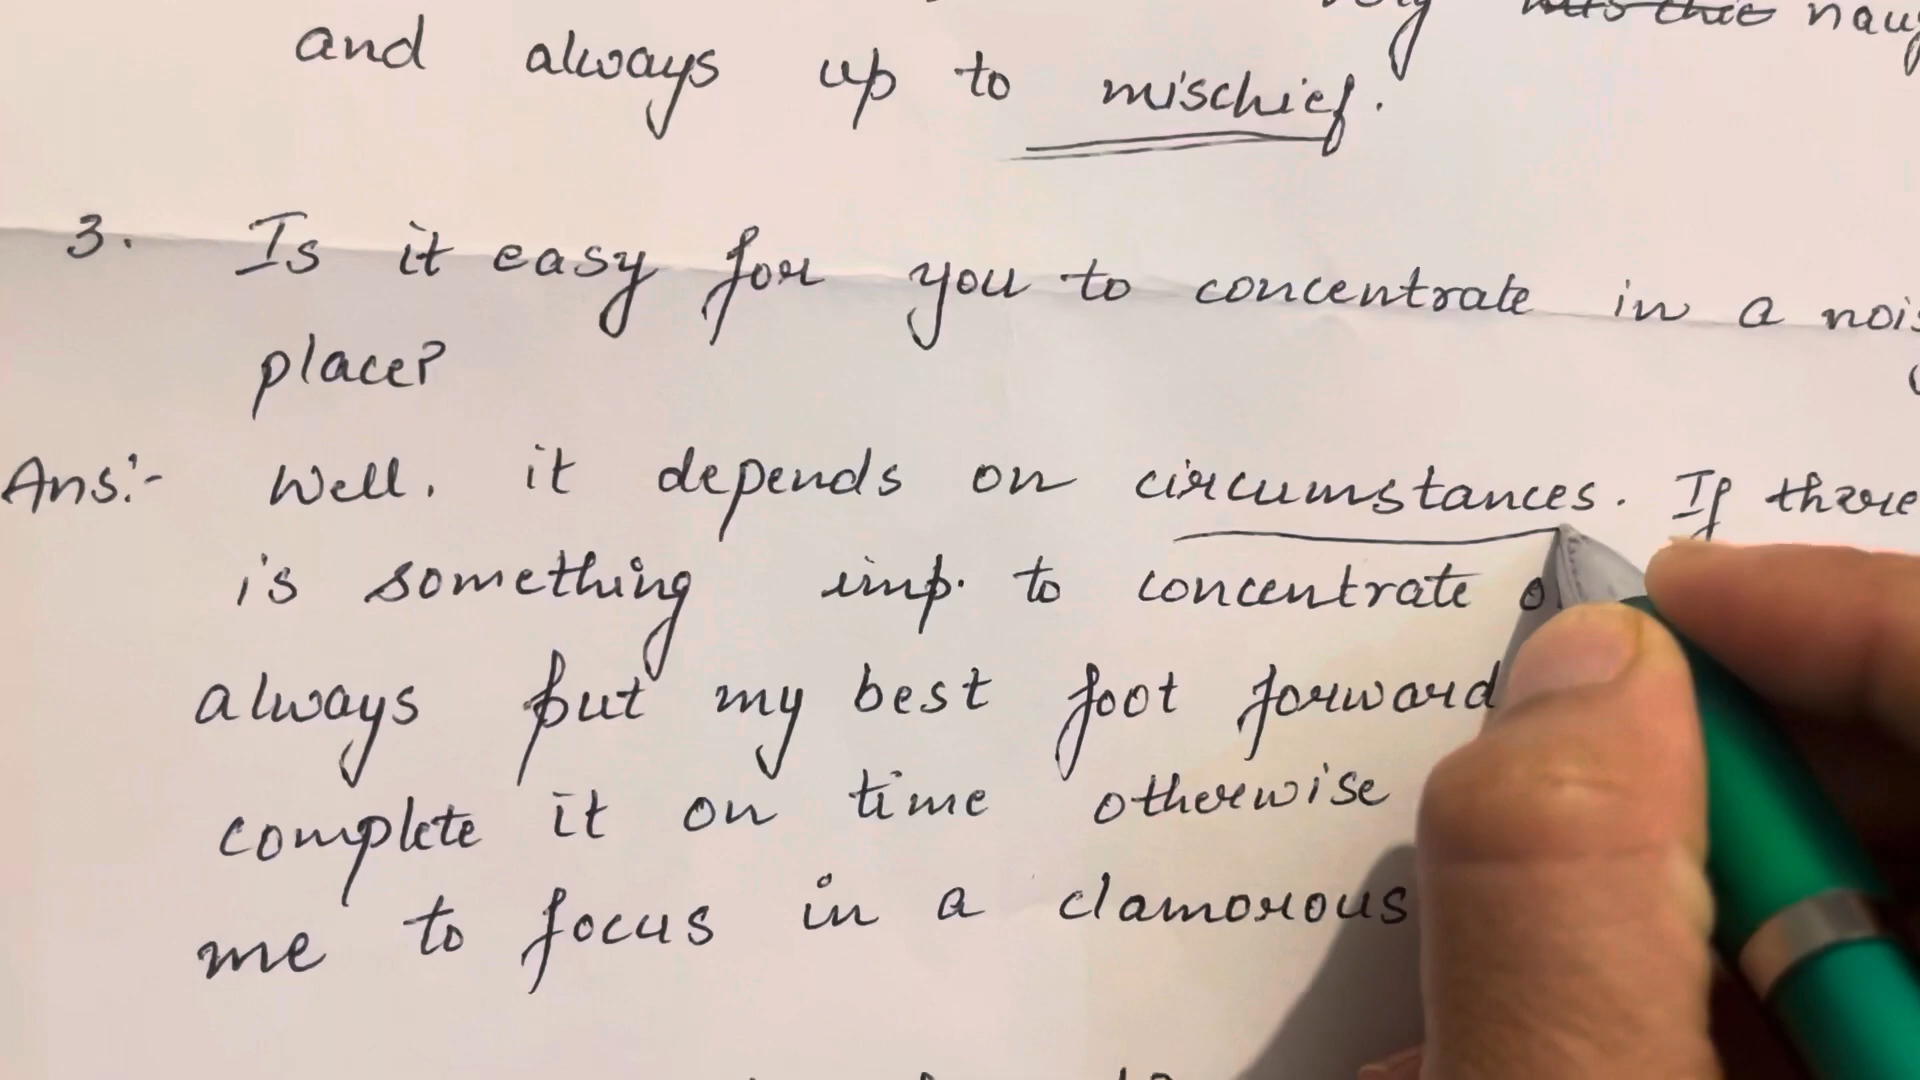 and always up to mischief.
3. Is it easy for you to concentrate in a
place?
Ans:- Well, it depends on circumstances. If there
is something imp. to concentrate
always put my best foot forward
complete it on time otherwise
me to focus in a clamorous